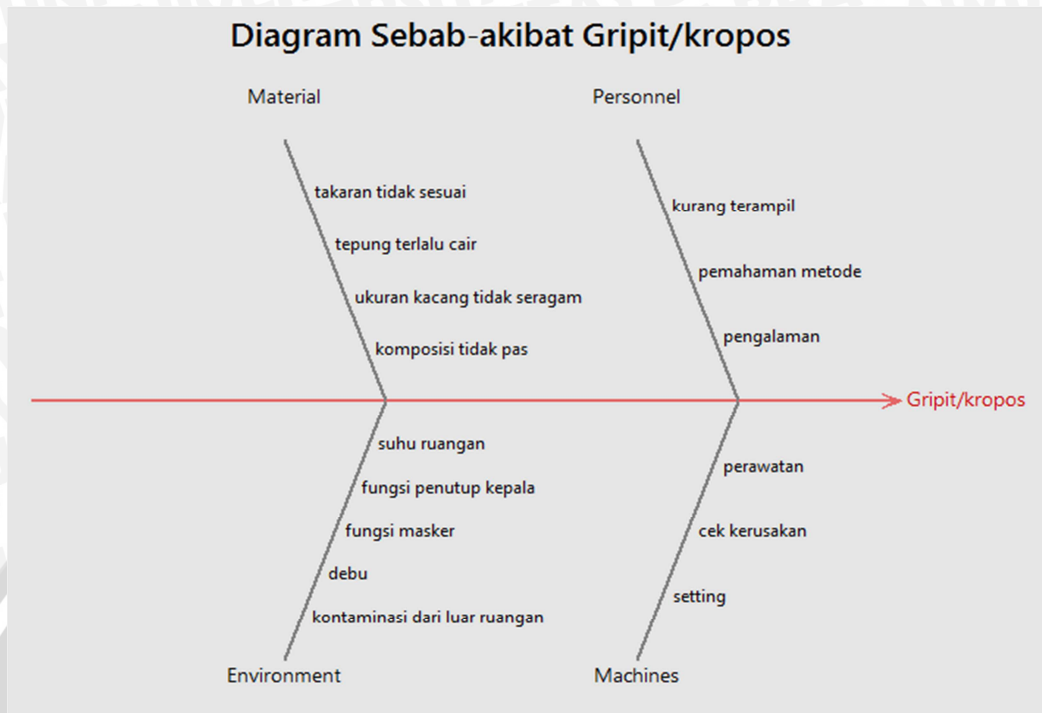 Diagram Sebab-akibat Gripit/kropos
Material
Personnel
takaran tidak sesuai
tepung terlalu cair
ukuran kacang tidak seragam
komposisi tidak pas
kurang terampil
pemahaman metode
pengalaman
Gripit/kropos
suhu ruangan
fungsi penutup kepala
fungsi masker
debu
kontaminasi dari luar ruangan
perawatan
cek kerusakan
setting
Environment
Machines